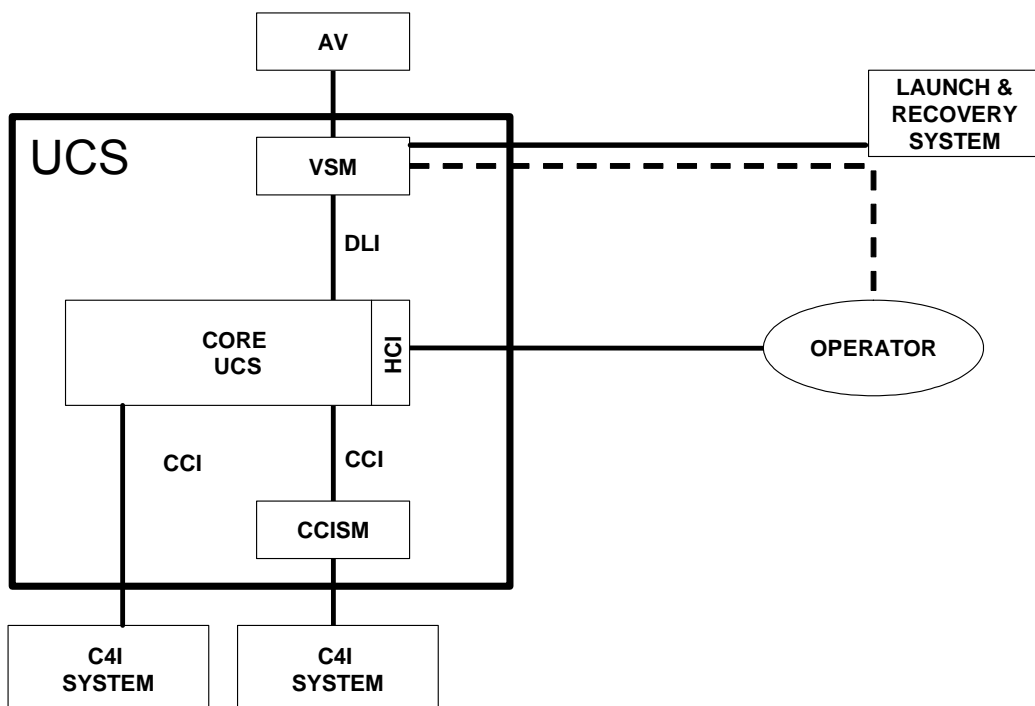 AV
LAUNCH &
RECOVERY
SYSTEM
UCS
VSM
DLI
CORE
UCS
HCI
OPERATOR
CCI
CCI
CCISM
C4I
SYSTEM
C4I
SYSTEM